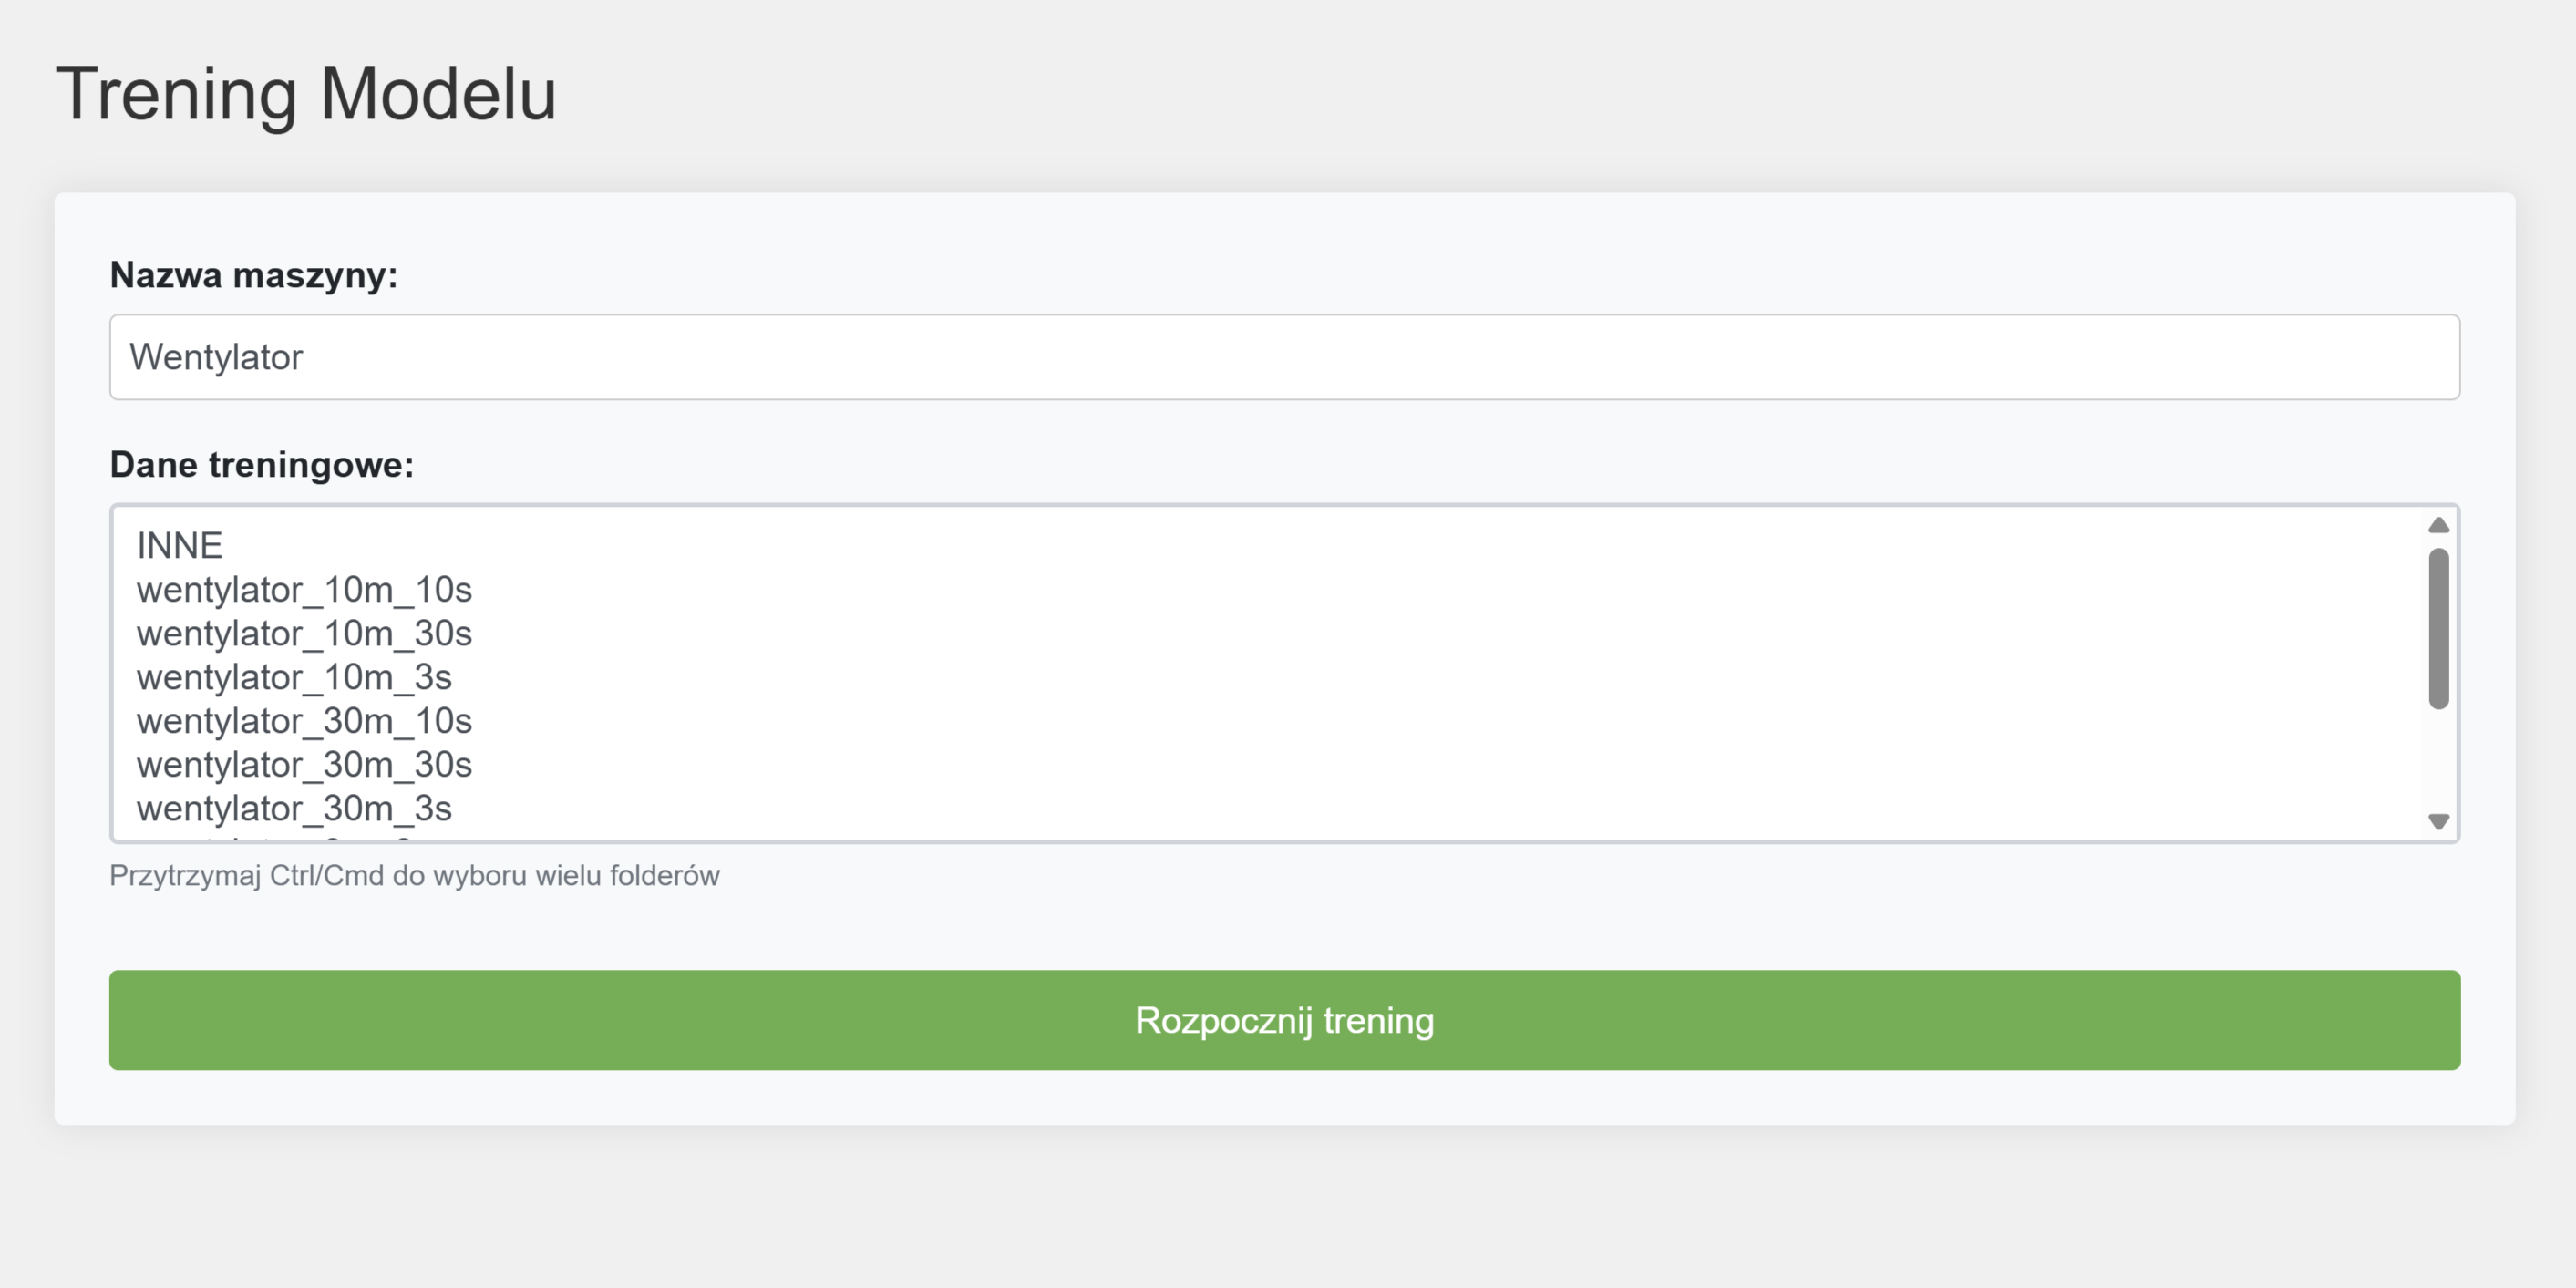 Trening Modelu
Nazwa maszyny:
Wentylator
Dane treningowe:
INNE
wentylator_10m_10s
wentylator_10m_30s
wentylator_10m_3s
wentylator_30m_10s
wentylator_30m_30s
wentylator_30m_3s
Przytrzymaj Ctrl/Cmd do wyboru wielu folderów
Rozpocznij trening